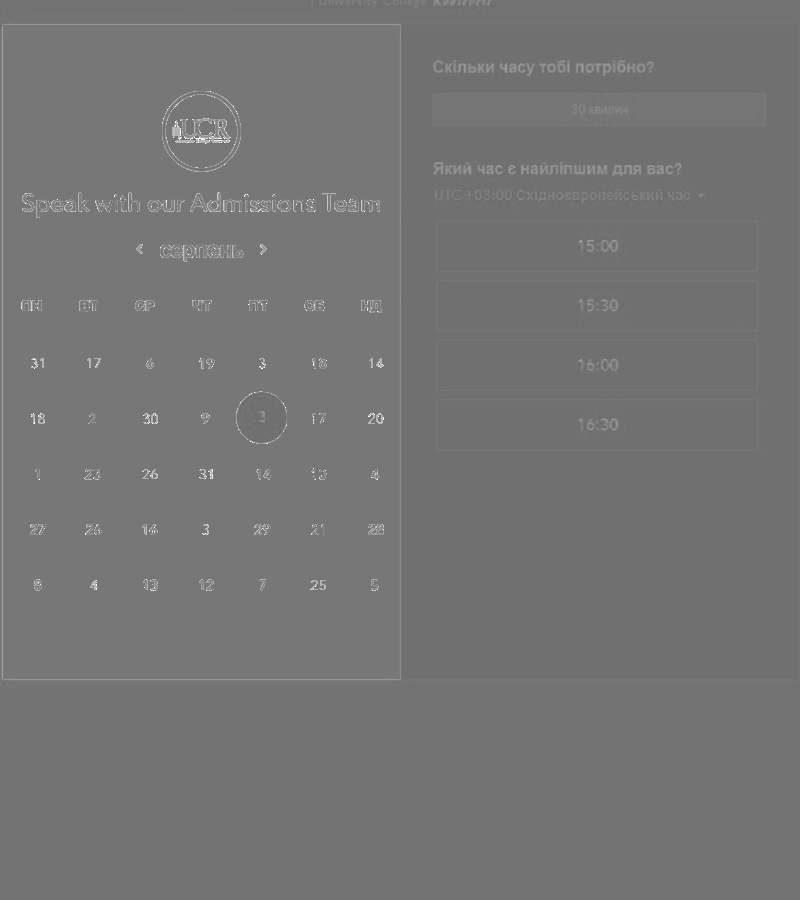 University College Roosevelt
UCR
Speak with our Admissions Team
серпень
ПН ВТ СР ЧТ ПТ СБ НД
31 17 6 19 3 18 14
18 2 30 9 3 17 20
1 23 26 31 14 13 4
27 26 16 3 29 21 28
8 4 13 12 7 25 5
Скільки часу тобі потрібно?
30 хвилин
Який час є найліпшим для вас?
UTC +03:00 Східноєвропейський час
15:00
15:30
16:00
16:30